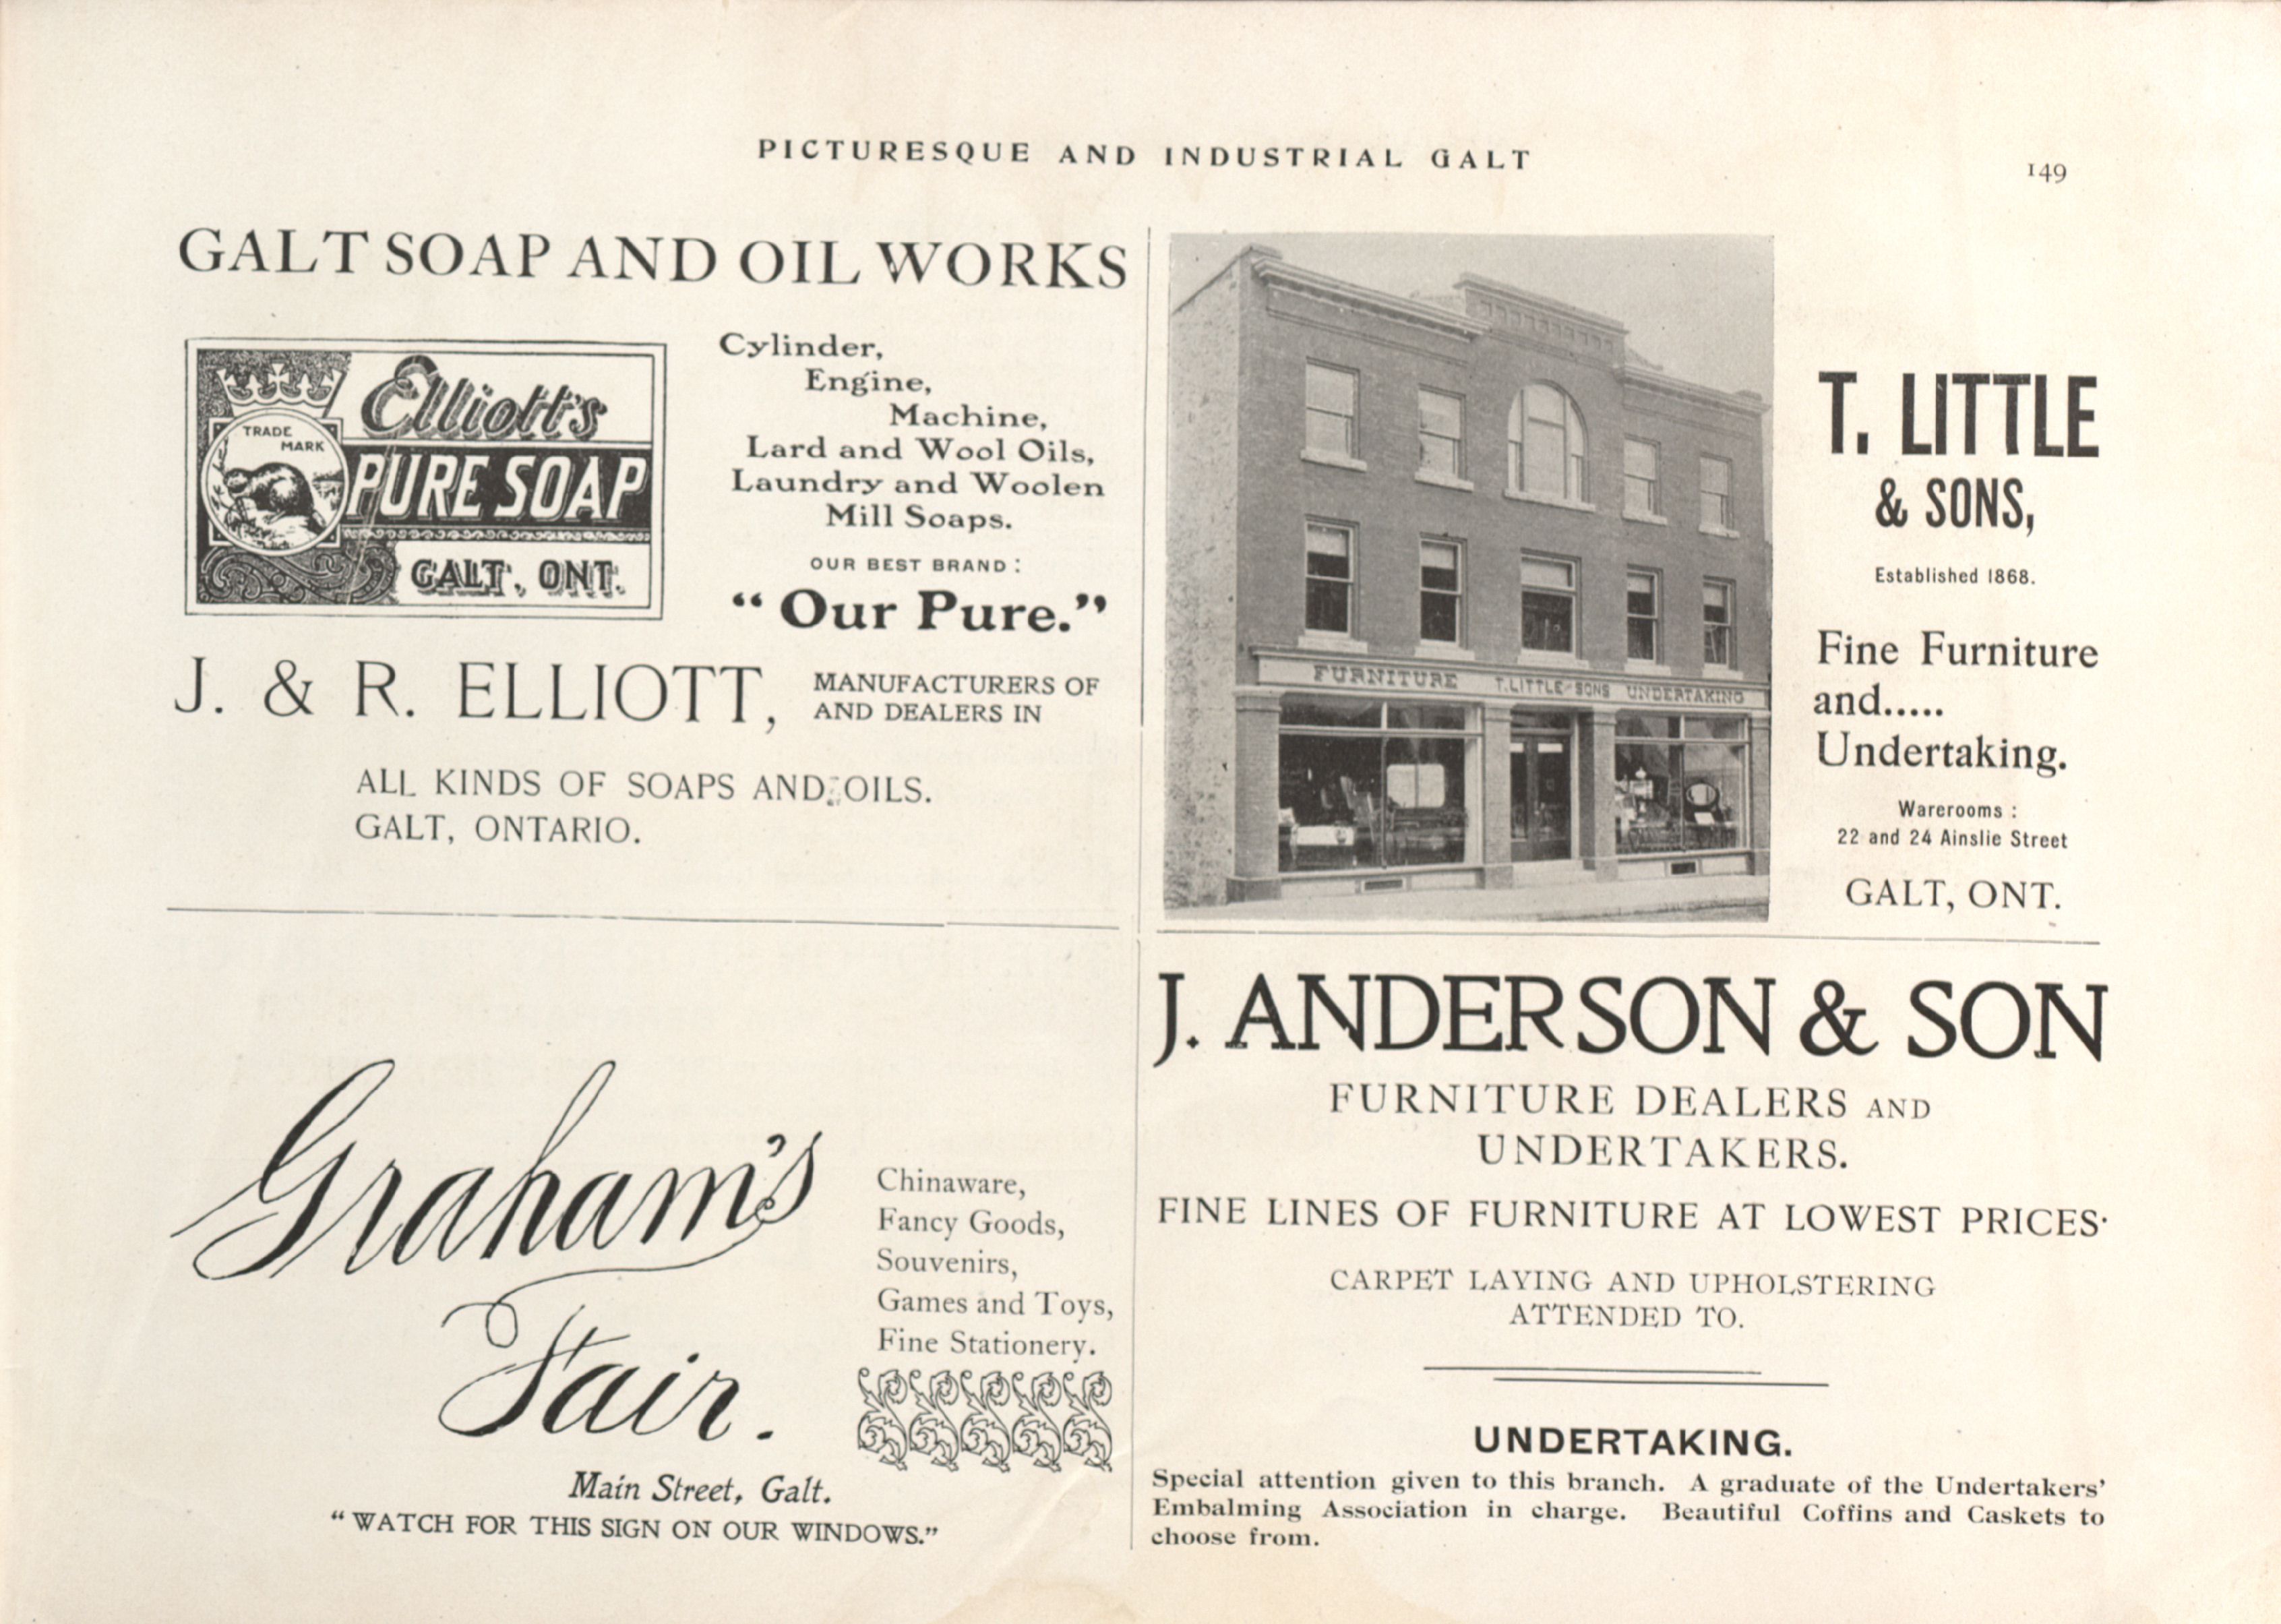 PICTURESQUE AND INDUSTRIAL GALT
149
GALT SOAP AND OIL WORKS
TRADE
MARK
Elliott's
PURE SOAP
GALT, ONT.
Cylinder,
Engine,
Machine,
Lard and Wool Oils,
Laundry and Woolen
Mill Soaps.
OUR BEST BRAND:
"Our Pure."
J. & R. ELLIOTT,
MANUFACTURERS OF
AND DEALERS IN
ALL KINDS OF SOAPS AND OILS.
GALT, ONTARIO.
FURNITURE T. LITTLE & SONS UNDERTAKING
T. LITTLE
& SONS,
Established 1868.
Fine Furniture
and.....
Undertaking.
Warerooms :
22 and 24 Ainslie Street
GALT, ONT.
Graham's
Fair.
Chinaware,
Fancy Goods,
Souvenirs,
Games and Toys,
Fine Stationery.
Main Street, Galt.
"WATCH FOR THIS SIGN ON OUR WINDOWS."
J. ANDERSON & SON
FURNITURE DEALERS AND
UNDERTAKERS.
FINE LINES OF FURNITURE AT LOWEST PRICES.
CARPET LAYING AND UPHOLSTERING
ATTENDED TO.
UNDERTAKING.
Special attention given to this branch. A graduate of the Undertakers'
Embalming Association in charge. Beautiful Coffins and Caskets to
choose from.